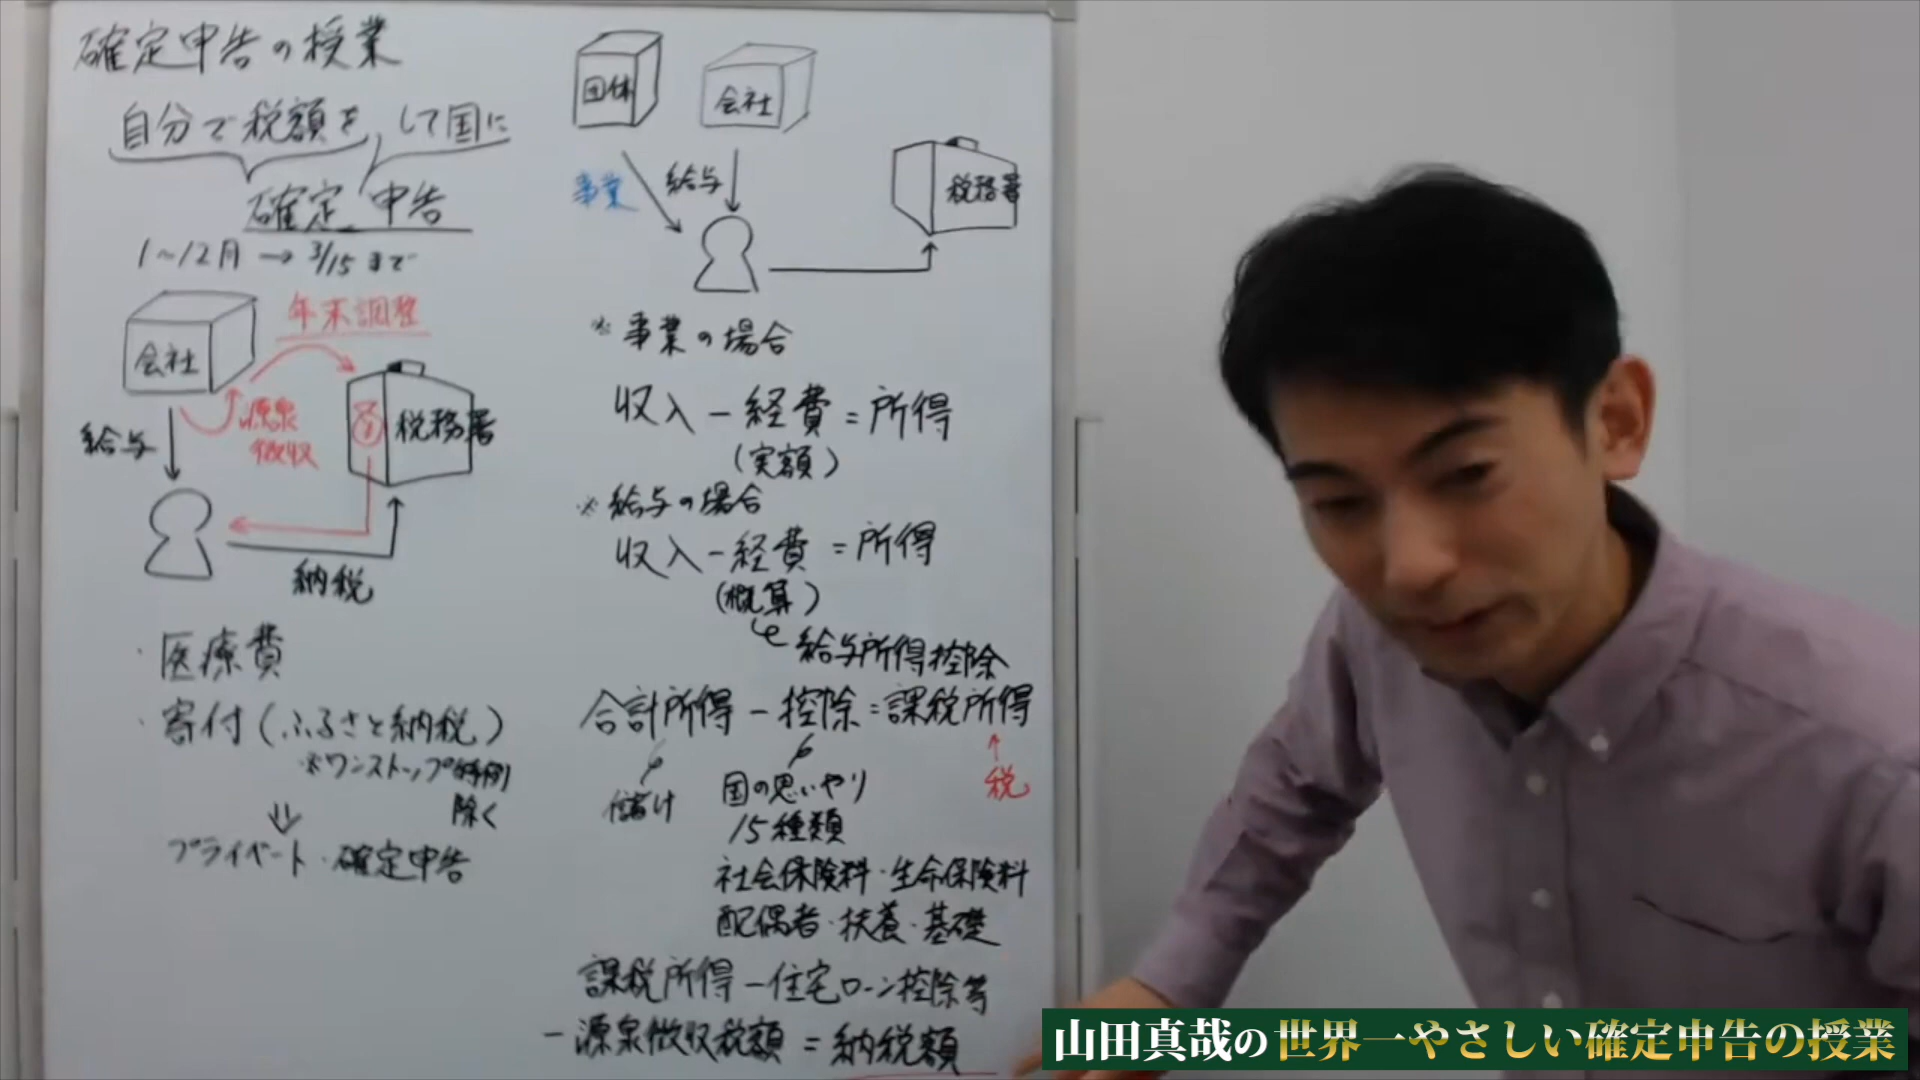 確定申告の授業
自分で税額を、して国に
確定 申告
1~12月 → 3/15まで
年末調整
会社
源泉
徴収
税務署
給与
納税
・医療費
・寄付(ふるさと納税)
※ワンストップ特例
除く
プライベート・確定申告
団体
会社
事業
給与
税務署
※事業の場合
収入-経費=所得
(実額)
※給与の場合
収入-経費=所得
(概算)
給与所得控除
合計所得-控除=課税所得
儲け
国の思いやり
税
15種類
社会保険料・生命保険料
配偶者・扶養・基礎
課税所得-住宅ローン控除等
-源泉徴収税額=納税額
山田真哉の世界一やさしい確定申告の授業